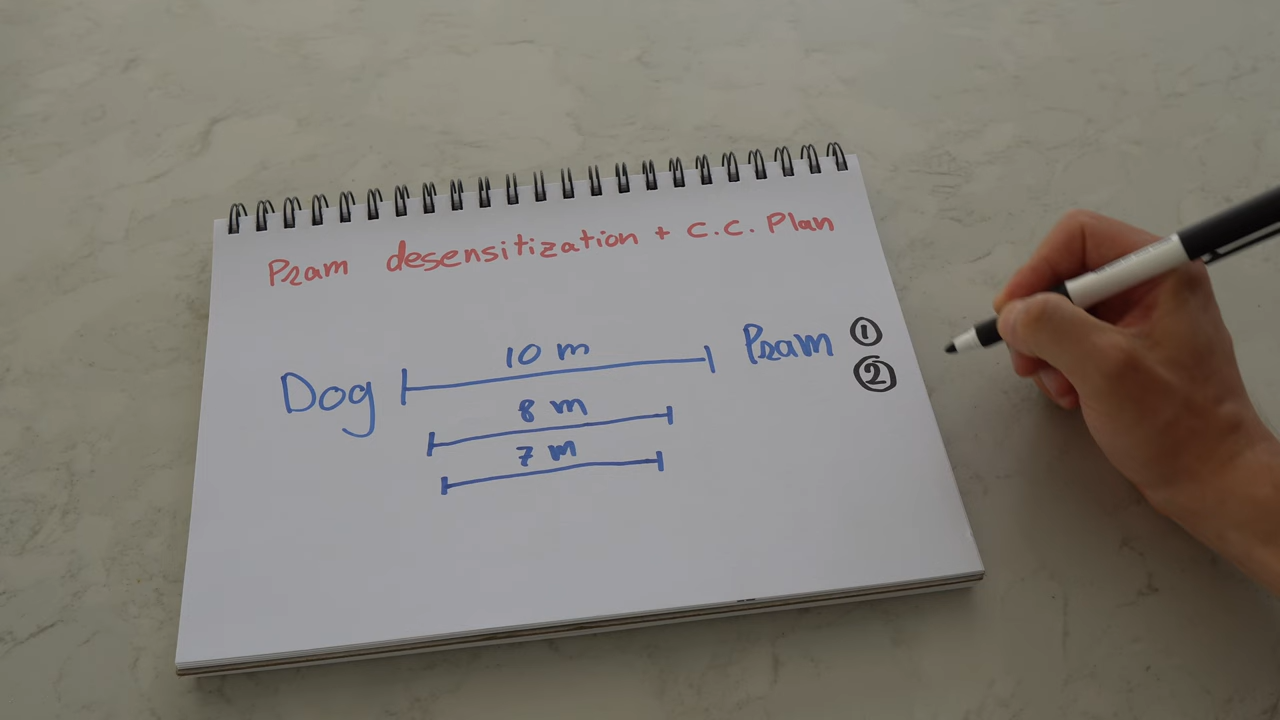 Pram desensitization + C.C. Plan
Dog 10 m Pram ①
8 m ②
7 m